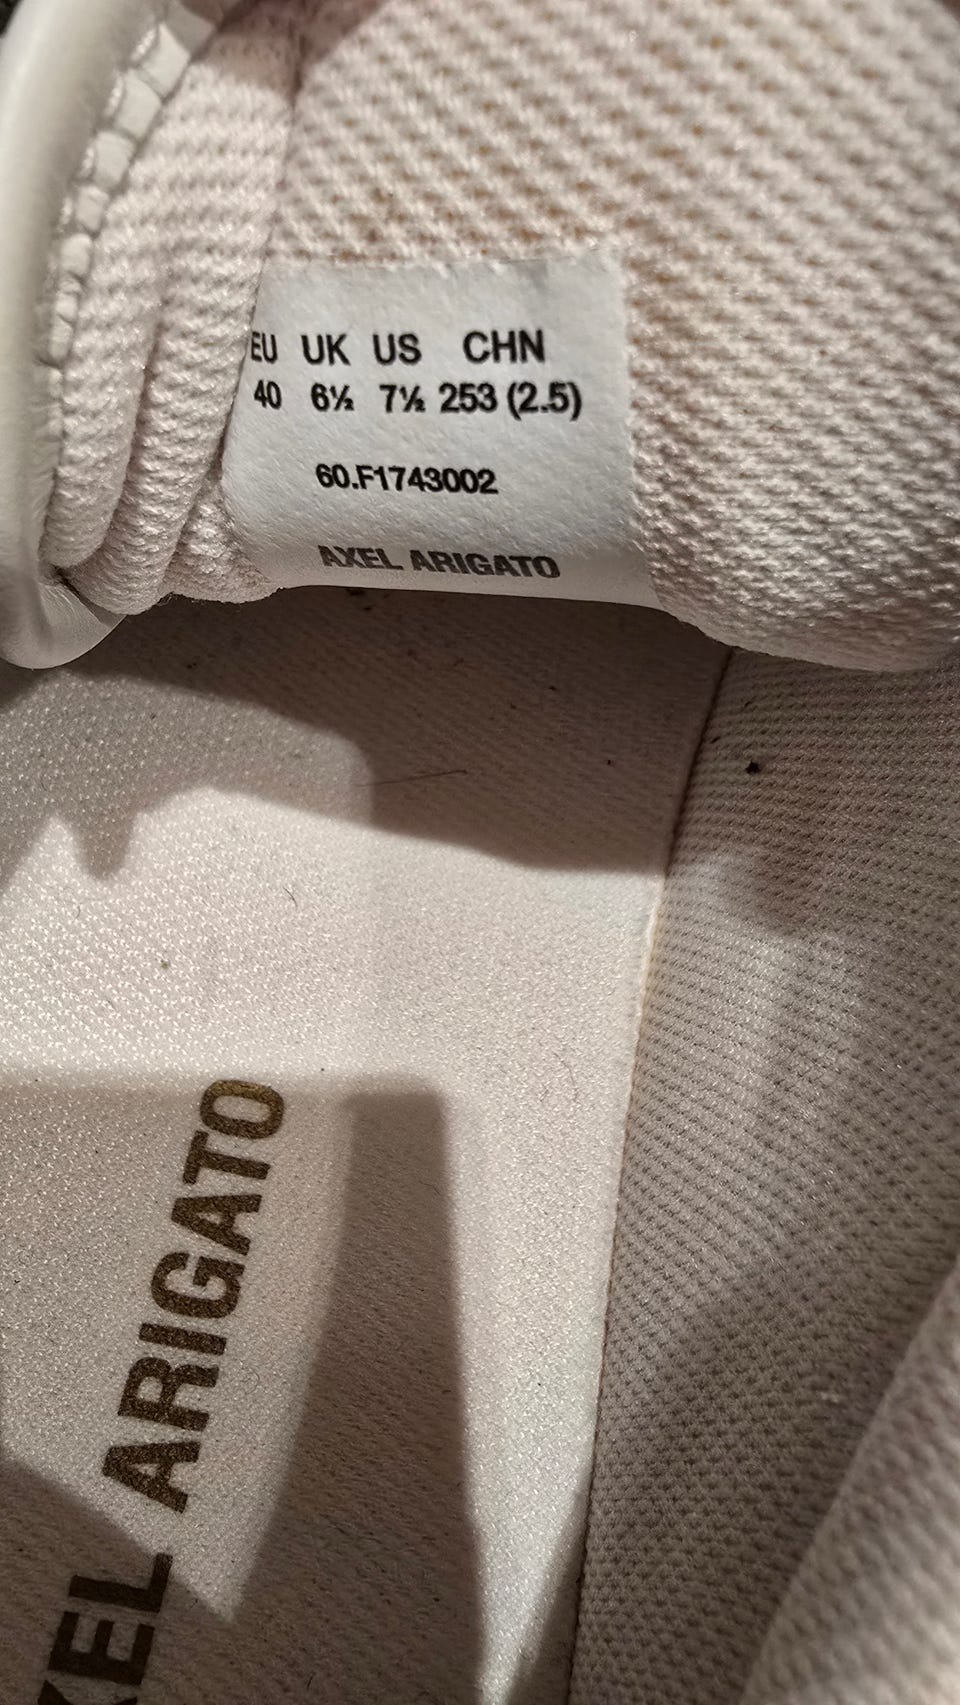 EU UK US CHN
40 6½ 7½ 253 (2.5)
60.F1743002
AXEL ARIGATO
XEL ARIGATO